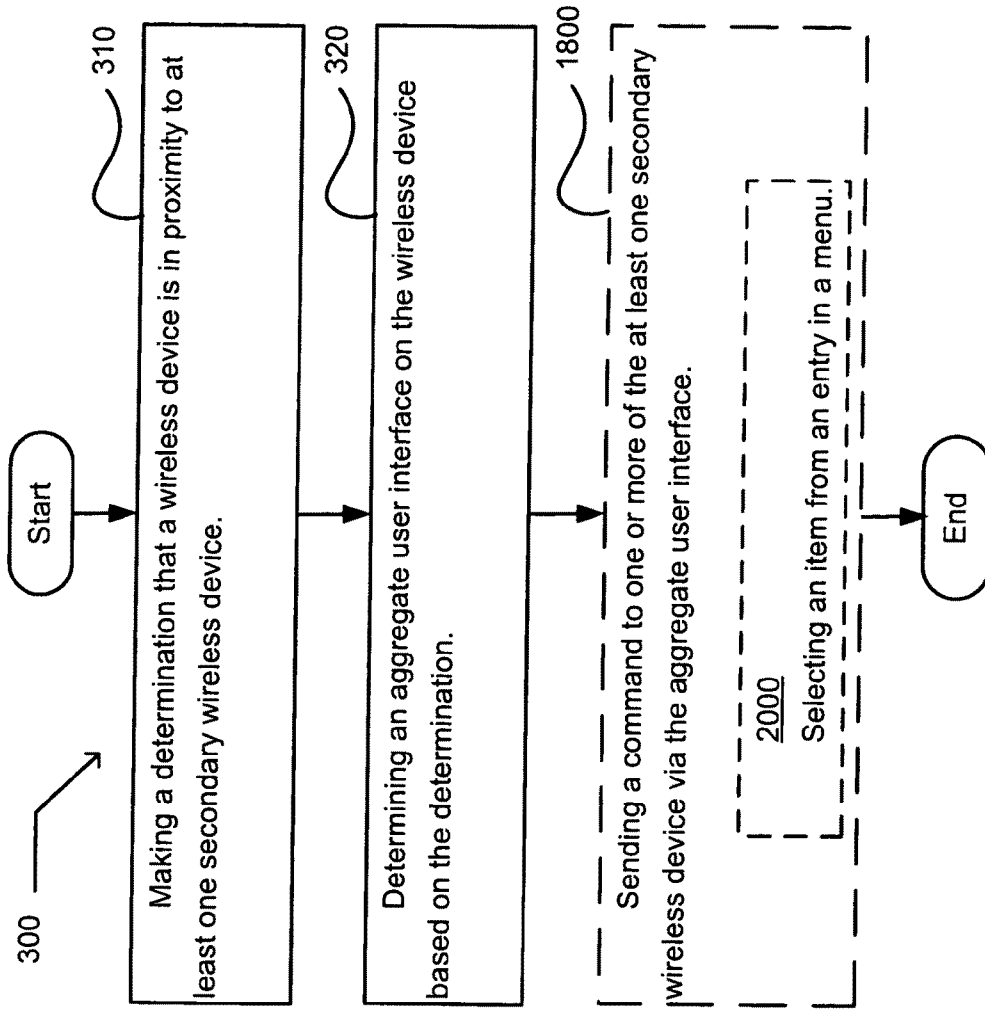 300
Start
310
Making a determination that a wireless device is in proximity to at
least one secondary wireless device.
320
Determining an aggregate user interface on the wireless device
based on the determination.
1800
Sending a command to one or more of the at least one secondary
wireless device via the aggregate user interface.
2000
Selecting an item from an entry in a menu.
End